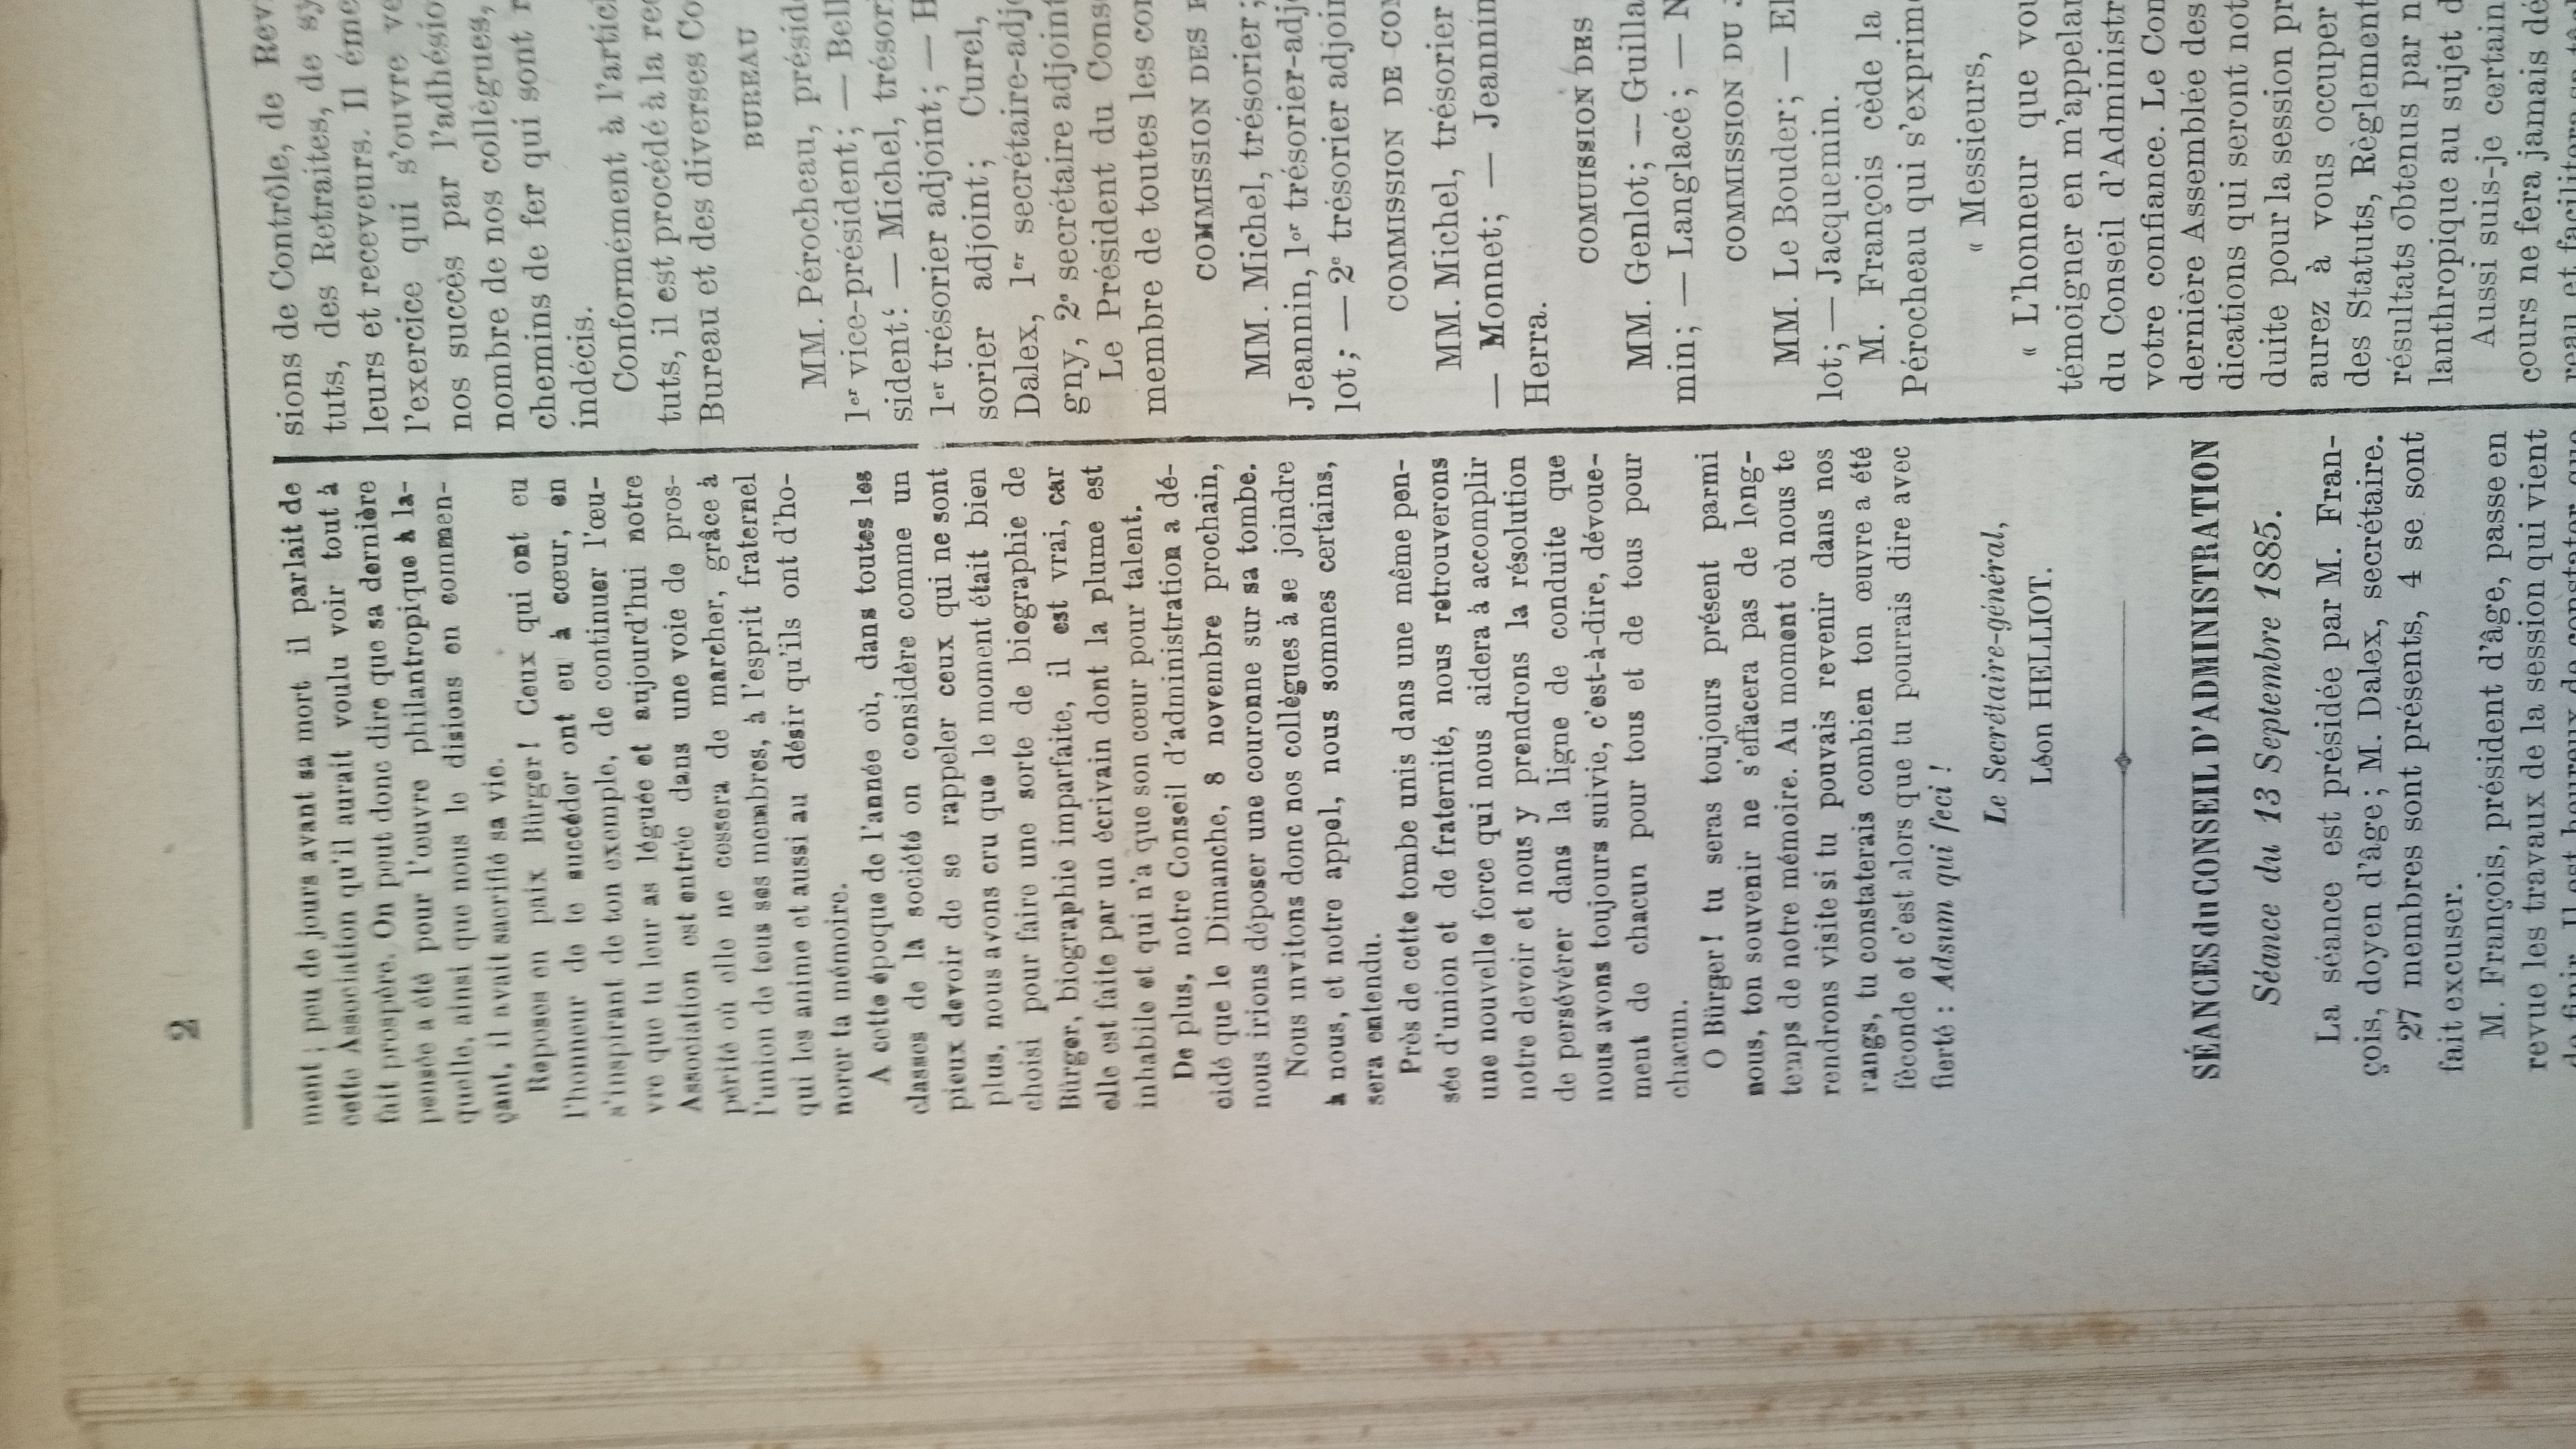 2
ment ; peu de jours avant sa mort il parlait de
cette Association qu'il aurait voulu voir tout à
fait prospère. On peut donc dire que sa dernière
pensée a été pour l'œuvre philantropique à la-
quelle, ainsi que nous le disions en commen-
çant, il avait sacrifié sa vie.
Reposes en paix Bürger ! Ceux qui ont eu
l'honneur de te succéder ont eu à cœur, en
s'inspirant de ton exemple, de continuer l'œu-
vre que tu leur as léguée et aujourd'hui notre
Association est entrée dans une voie de pros-
périté où elle ne cessera de marcher, grâce à
l'union de tous ses membres, à l'esprit fraternel
qui les anime et aussi au désir qu'ils ont d'ho-
norer ta mémoire.
A cette époque de l'année où, dans toutes les
classes de la société on considère comme un
pieux devoir de se rappeler ceux qui ne sont
plus, nous avons cru que le moment était bien
choisi pour faire une sorte de biographie de
Bürger, biographie imparfaite, il est vrai, car
elle est faite par un écrivain dont la plume est
inhabile et qui n'a que son cœur pour talent.
De plus, notre Conseil d'administration a dé-
cidé que le Dimanche, 8 novembre prochain,
nous irions déposer une couronne sur sa tombe.
Nous invitons donc nos collègues à se joindre
à nous, et notre appel, nous sommes certains,
sera entendu.
Près de cette tombe unis dans une même pen-
sée d'union et de fraternité, nous retrouverons
une nouvelle force qui nous aidera à accomplir
notre devoir et nous y prendrons la résolution
de persévérer dans la ligne de conduite que
nous avons toujours suivie, c'est-à-dire, dévoue-
ment de chacun pour tous et de tous pour
chacun.
O Bürger ! tu seras toujours présent parmi
nous, ton souvenir ne s'effacera pas de long-
temps de notre mémoire. Au moment où nous te
rendrons visite si tu pouvais revenir dans nos
rangs, tu constaterais combien ton œuvre a été
féconde et c'est alors que tu pourrais dire avec
fierté : Adsum qui feci !
Le Secrétaire-général,
Léon HELLIOT.
SÉANCES du CONSEIL D'ADMINISTRATION
Séance du 13 Septembre 1885.
La séance est présidée par M. Fran-
çois, doyen d'âge ; M. Dalex, secrétaire.
27 membres sont présents, 4 se sont
fait excuser.
M. François, président d'âge, passe en
revue les travaux de la session qui vient
de finir. Il est heureux de constater que
sions de Contrôle, de Rev
tuts, des Retraites, de sy
leurs et receveurs. Il éme
l'exercice qui s'ouvre ve
nos succès par l'adhésio
nombre de nos collègues,
chemins de fer qui sont
indécis.
Conformément à l'artic
tuts, il est procédé à la
Bureau et des diverses Co
BUREAU
MM. Pérocheau, préside
1er vice-président ; — Bell
sident ; — Michel, trésor
1er trésorier adjoint ; — H
sorier adjoint ; Curel,
Dalex, 1er secrétaire-adj
gny, 2e secrétaire adjoint
Le Président du Cons
membre de toutes les co
COMMISSION DES
MM. Michel, trésorier ;
Jeannin, 1er trésorier-adj
lot ; — 2e trésorier adjoin
COMMISSION DE CON
MM. Michel, trésorier
— Monnet ; — Jeannin
Herra.
COMUISSION DES
MM. Genlot ; — Guilla
min ; — Langlacé ; — N
COMMISSION DU
MM. Le Bouder ; — El
lot ; — Jacquemin.
M. François cède la
Pérocheau qui s'exprim
« Messieurs,
« L'honneur que vou
témoigner en m'appelan
du Conseil d'Administr
votre confiance. Le Con
dernière Assemblée des
dications qui seront not
duite pour la session pr
aurez à vous occuper
des Statuts, Règlement
résultats obtenus par n
lanthropique au sujet d
Aussi suis-je certain
cours ne fera jamais dé